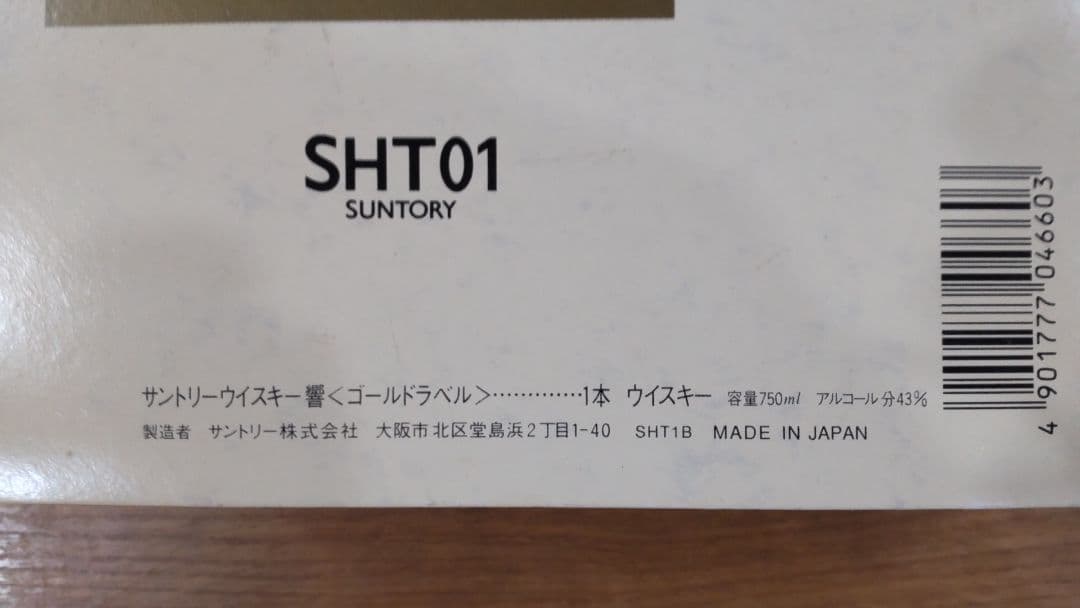 SHT01
SUNTORY
サントリーウイスキー響<ゴールドラベル>‥‥‥‥‥‥‥1本 ウイスキー 容量750ml アルコール分43%
製造者 サントリー株式会社 大阪市北区堂島浜2丁目1-40 SHT1B MADE IN JAPAN
4 901777 046603